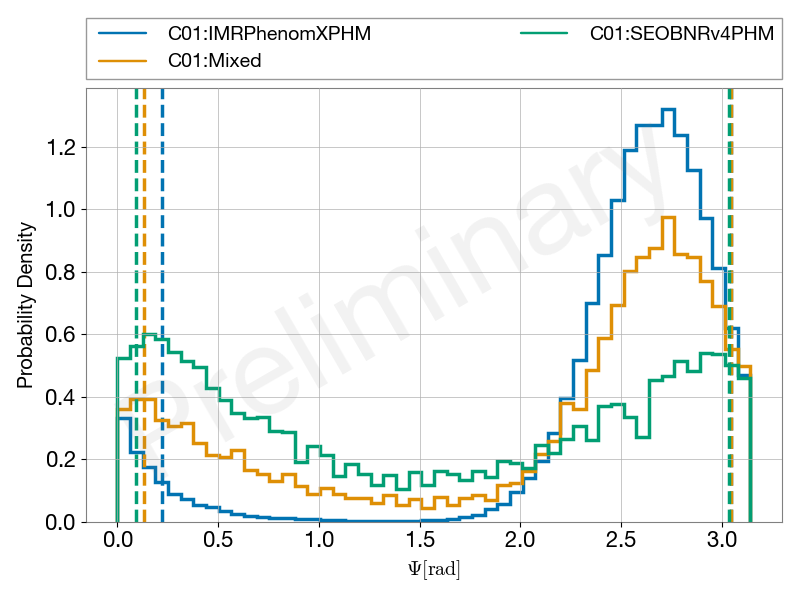 C01:IMRPhenomXPHM
C01:SEOBNRv4PHM
C01:Mixed
Probability Density
1.2
1.0
0.8
0.6
0.4
0.2
0.0
Preliminary
0.0 0.5 1.0 1.5 2.0 2.5 3.0
Ψ[rad]